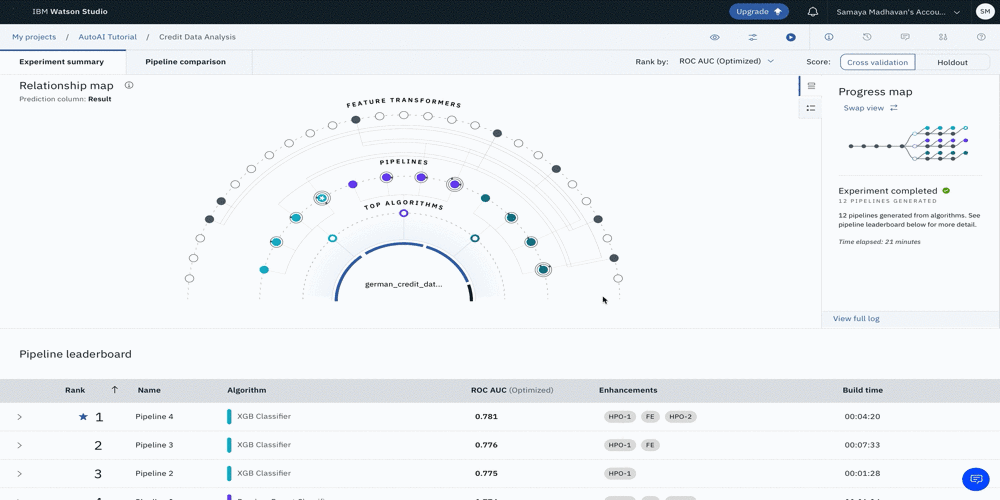 IBM Watson Studio
Upgrade
Samaya Madhavan's Accou...
SM
My projects / AutoAI Tutorial / Credit Data Analysis
Experiment summary
Pipeline comparison
Rank by: ROC AUC (Optimized)
Score: Cross validation Holdout
Relationship map
Prediction column: Result
FEATURE TRANSFORMERS
PIPELINES
TOP ALGORITHMS
german_credit_dat...
Progress map
Swap view
Experiment completed
12 PIPELINES GENERATED
12 pipelines generated from algorithms. See
pipeline leaderboard below for more detail.
Time elapsed: 21 minutes
View full log
Pipeline leaderboard
Rank Name Algorithm ROC AUC (Optimized) Enhancements Build time
1 Pipeline 4 XGB Classifier 0.781 HPO-1 FE HPO-2 00:04:20
2 Pipeline 3 XGB Classifier 0.776 HPO-1 FE 00:07:33
3 Pipeline 2 XGB Classifier 0.775 HPO-1 00:01:28